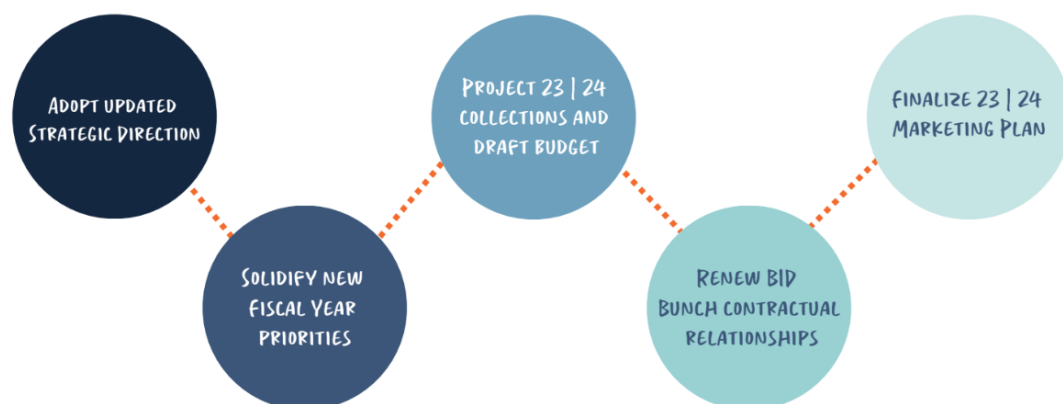 Adopt updated
Strategic Direction
Solidify new
Fiscal Year
priorities
Project 23 | 24
collections and
draft budget
Renew BID
Bunch contractual
relationships
Finalize 23 | 24
Marketing Plan